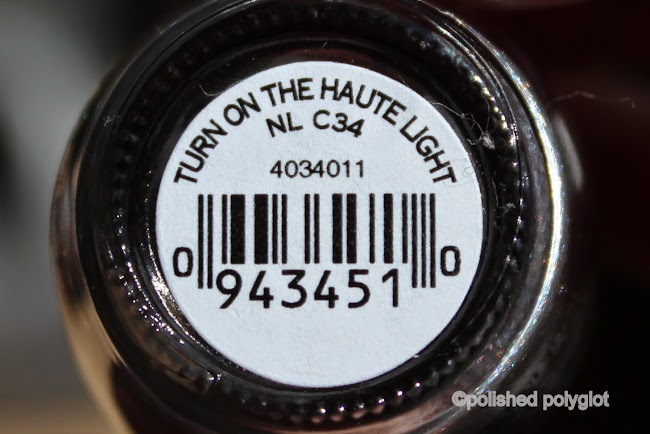 TURN ON THE HAUTE LIGHT
NL C34
4034011
0 943451 0
©polished polyglot